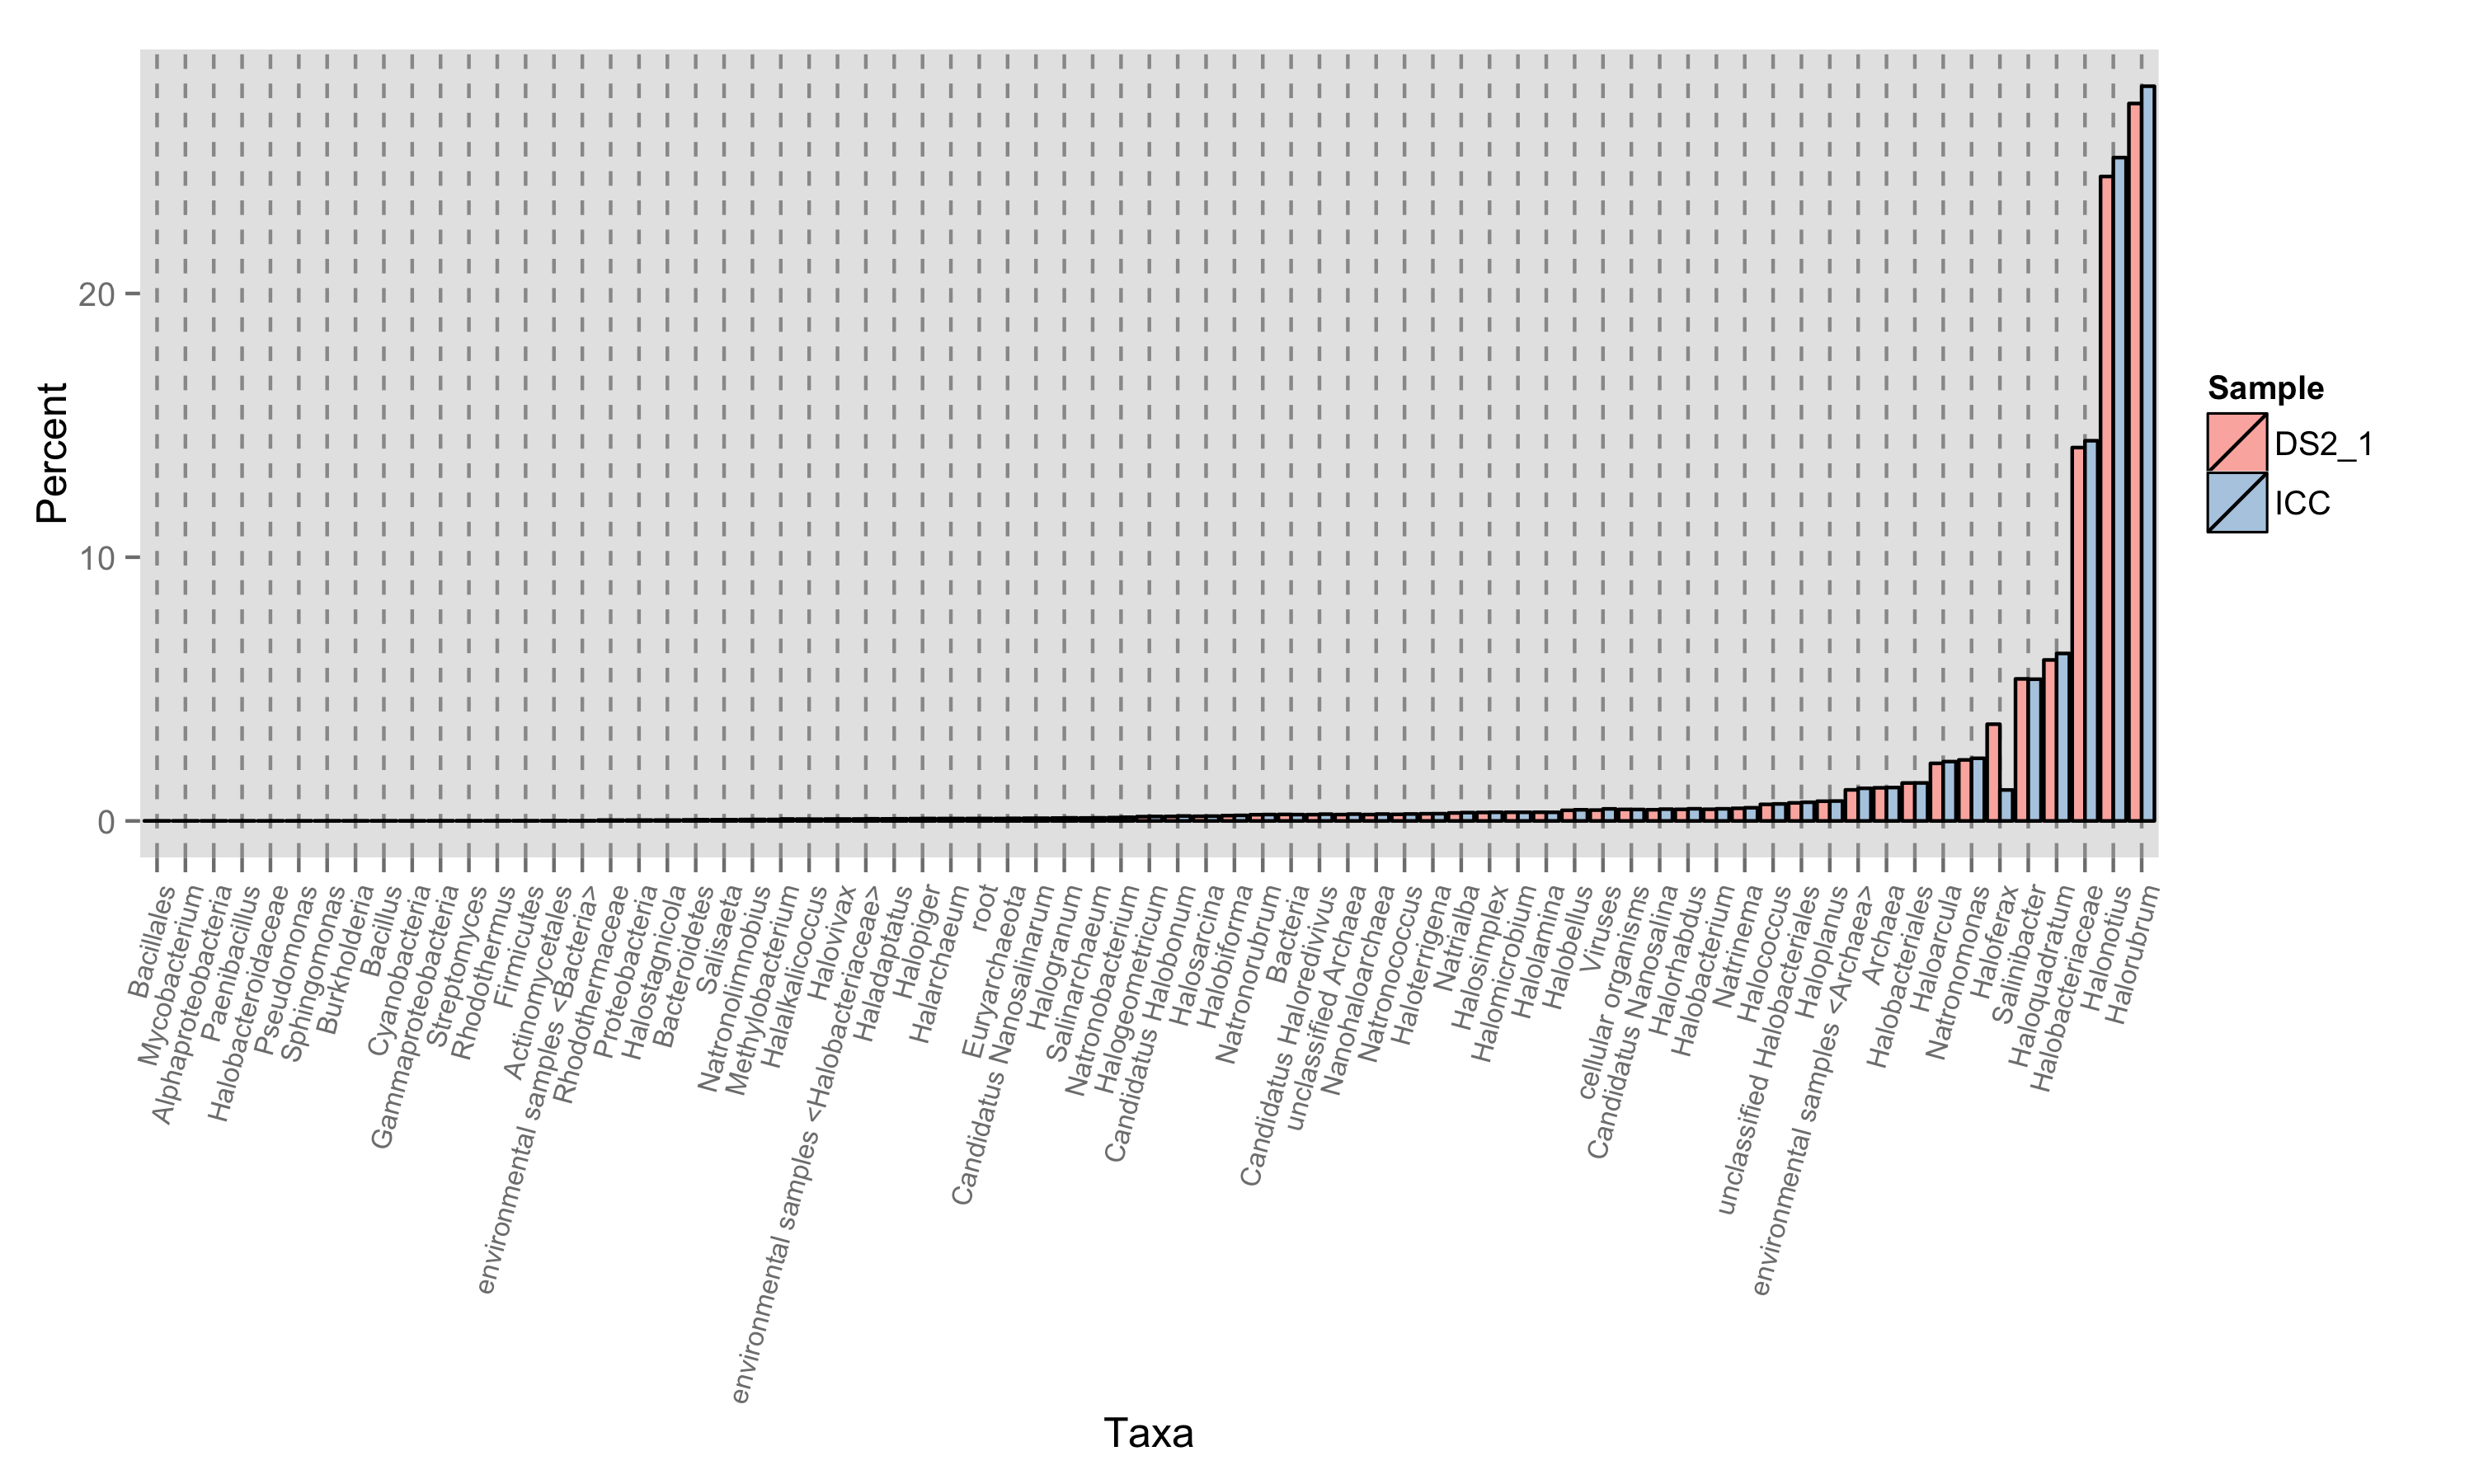 20
10
0
Percent
Bacillales
Mycobacterium
Alphaproteobacteria
Paenibacillus
Halobacteroidaceae
Pseudomonas
Sphingomonas
Burkholderia
Bacillus
Cyanobacteria
Gammaproteobacteria
Streptomyces
Rhodothermus
Firmicutes
Actinomycetales
environmental samples <Bacteria>
Rhodothermaceae
Proteobacteria
Halostagnicola
Bacteroidetes
Salisaeta
Natronolimnobius
Methylobacterium
Halalkalicoccus
Halovivax
environmental samples <Halobacteriaceae>
Haladaptatus
Halopiger
Halarchaeum
root
Euryarchaeota
Candidatus Nanosalinarum
Halogranum
Salinarchaeum
Natronobacterium
Halogeometricum
Candidatus Halobonum
Halosarcina
Halobiforma
Natronorubrum
Bacteria
Candidatus Haloredivivus
unclassified Archaea
Nanohaloarchaea
Natronococcus
Haloterrigena
Natrialba
Halosimplex
Halomicrobium
Halolamina
Halobellus
Viruses
cellular organisms
Candidatus Nanosalina
Halorhabdus
Halobacterium
Natrinema
Halococcus
unclassified Halobacteriales
Haloplanus
environmental samples <Archaea>
Archaea
Halobacteriales
Haloarcula
Natronomonas
Haloferax
Salinibacter
Haloquadratum
Halobacteriaceae
Halonotius
Halorubrum
Taxa
Sample
DS2_1
ICC